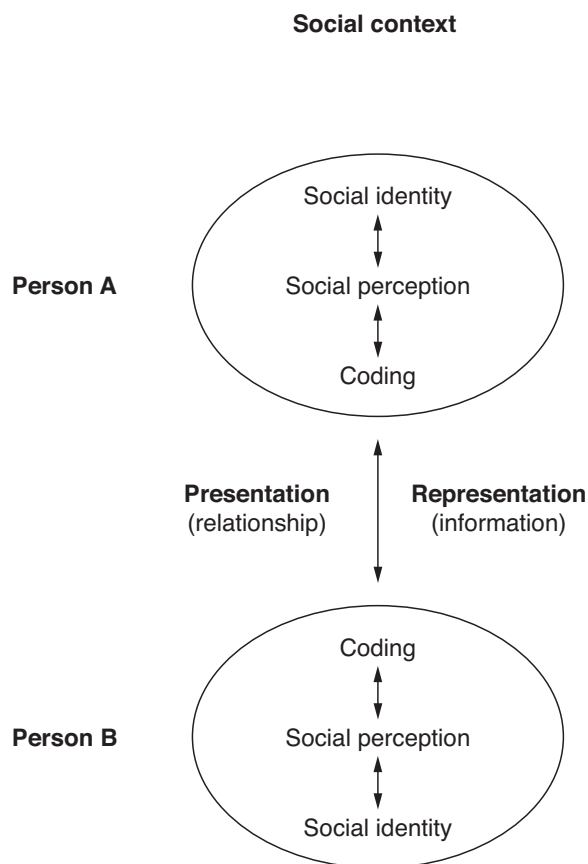 Social context
Social identity
Person A
Social perception
Coding
Presentation
(relationship)
Representation
(information)
Coding
Person B
Social perception
Social identity